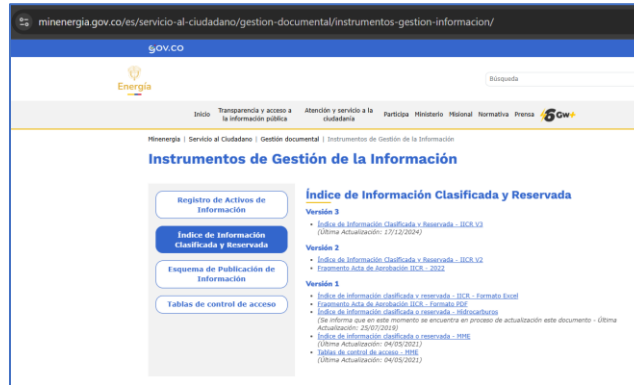 minenergia.gov.co/es/servicio-al-ciudadano/gestion-documental/instrumentos-gestion-informacion/
GOV.CO
Energía
Búsqueda
Inicio
Transparencia y acceso a
la información pública
Atención y servicio a la
ciudadanía
Participa Ministerio Misional Normativa Prensa 6GW+
Minenergía | Servicio al Ciudadano | Gestión documental | Instrumentos de Gestión de la Información
Instrumentos de Gestión de la Información
Registro de Activos de
Información
Índice de Información
Clasificada y Reservada
Esquema de Publicación de
Información
Tablas de control de acceso
Índice de Información Clasificada y Reservada
Versión 3
• Índice de Información Clasificada y Reservada - IICR V3
(Última Actualización: 17/12/2024)
Versión 2
• Índice de Información Clasificada y Reservada - IICR V2
• Fragmento Acta de Aprobación IICR - 2022
Versión 1
• Índice de información clasificada y reservada - IICR - Formato Excel
• Fragmento Acta de Aprobación IICR - Formato PDF
• Índice de información clasificada o reservada - Hidrocarburos
(Se informa que en este momento se encuentra en proceso de actualización este documento - Última
Actualización: 25/07/2019)
• Índice de información clasificada o reservada - MME
(Última Actualización: 04/05/2021)
• Tablas de control de acceso - MME
(Última Actualización: 04/05/2021)